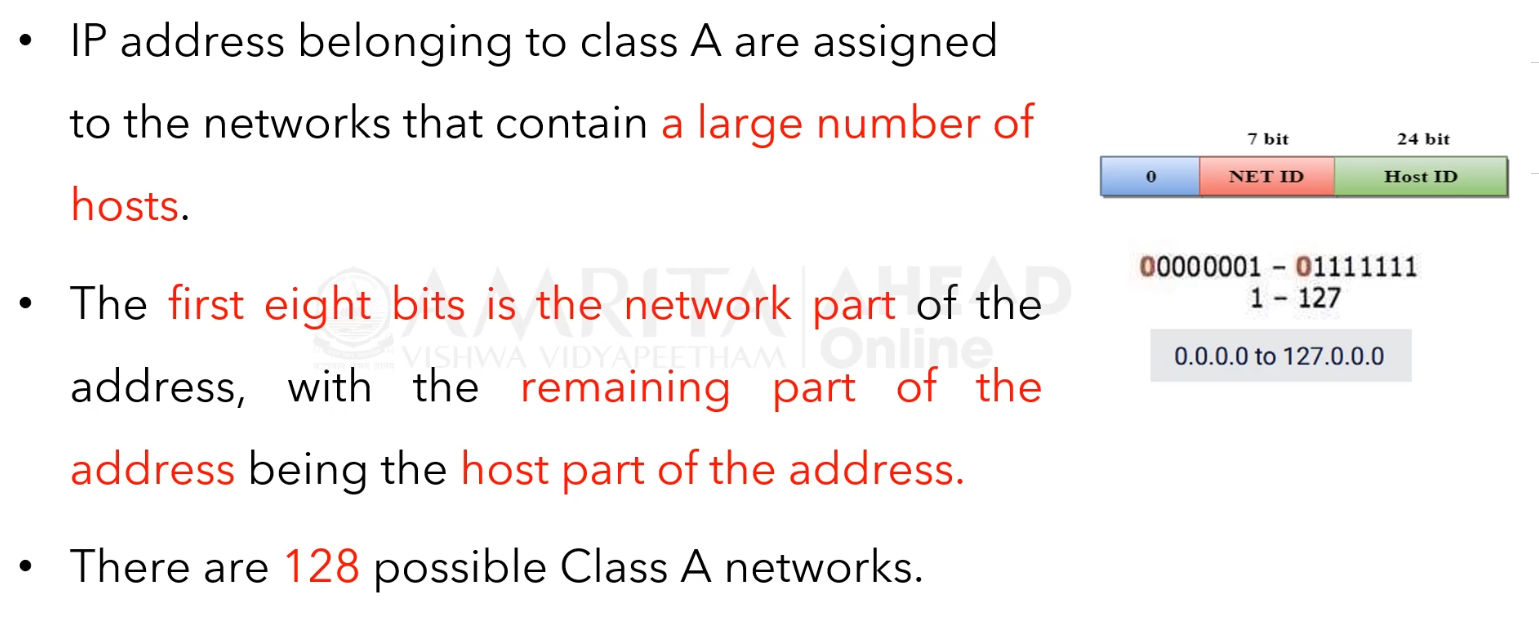 • IP address belonging to class A are assigned
to the networks that contain a large number of
hosts.
• The first eight bits is the network part of the
address, with the remaining part of the
address being the host part of the address.
• There are 128 possible Class A networks.
7 bit 24 bit
0 NET ID Host ID
00000001 – 01111111
1 – 127
0.0.0.0 to 127.0.0.0
AMRITA AHEAD
VISHWA VIDYAPEETHAM Online